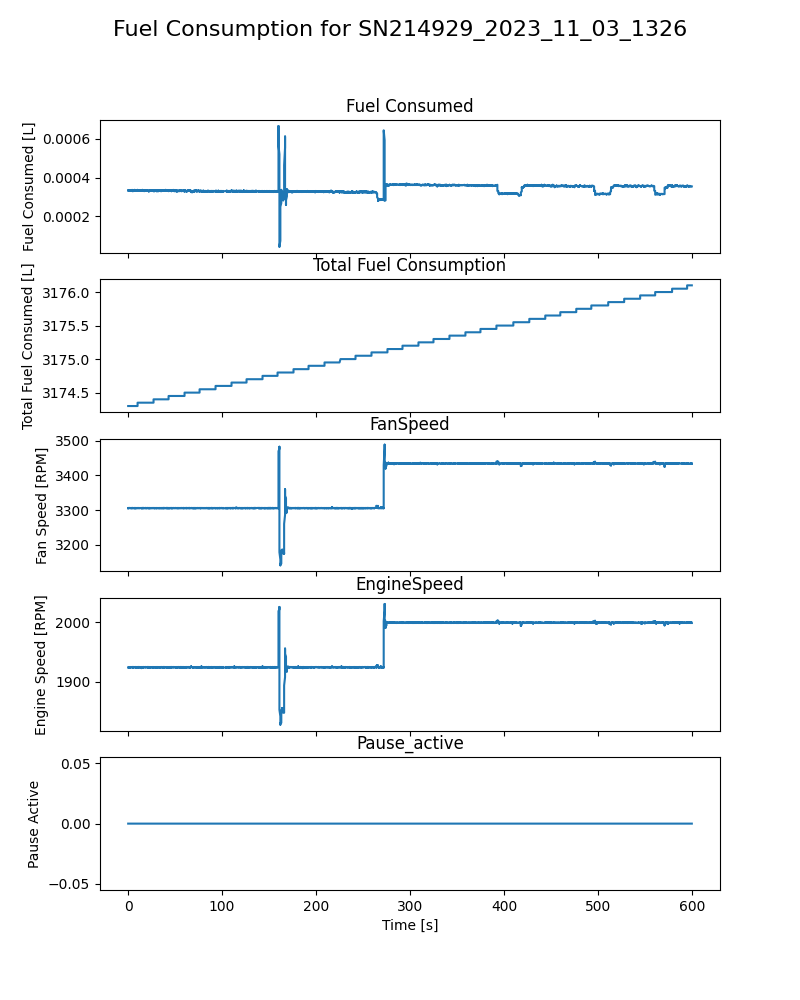 Fuel Consumption for SN214929_2023_11_03_1326
Fuel Consumed
Fuel Consumed [L]
0.0006
0.0004
0.0002
Total Fuel Consumption
Total Fuel Consumed [L]
3176.0
3175.5
3175.0
3174.5
FanSpeed
Fan Speed [RPM]
3500
3400
3300
3200
EngineSpeed
Engine Speed [RPM]
2000
1900
Pause_active
Pause Active
0.05
0.00
−0.05
0 100 200 300 400 500 600
Time [s]